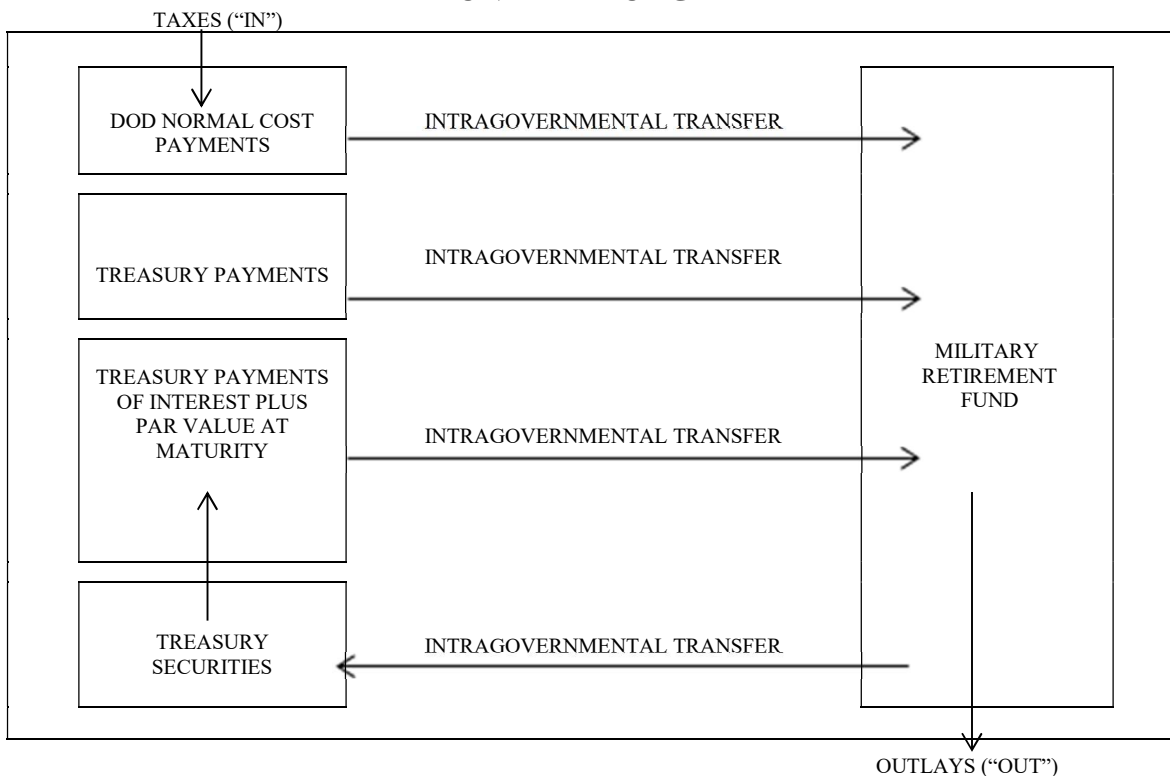 TAXES (“IN”)
DOD NORMAL COST
PAYMENTS
INTRAGOVERNMENTAL TRANSFER
TREASURY PAYMENTS
INTRAGOVERNMENTAL TRANSFER
TREASURY PAYMENTS
OF INTEREST PLUS
PAR VALUE AT
MATURITY
INTRAGOVERNMENTAL TRANSFER
MILITARY
RETIREMENT
FUND
TREASURY
SECURITIES
INTRAGOVERNMENTAL TRANSFER
OUTLAYS (“OUT”)